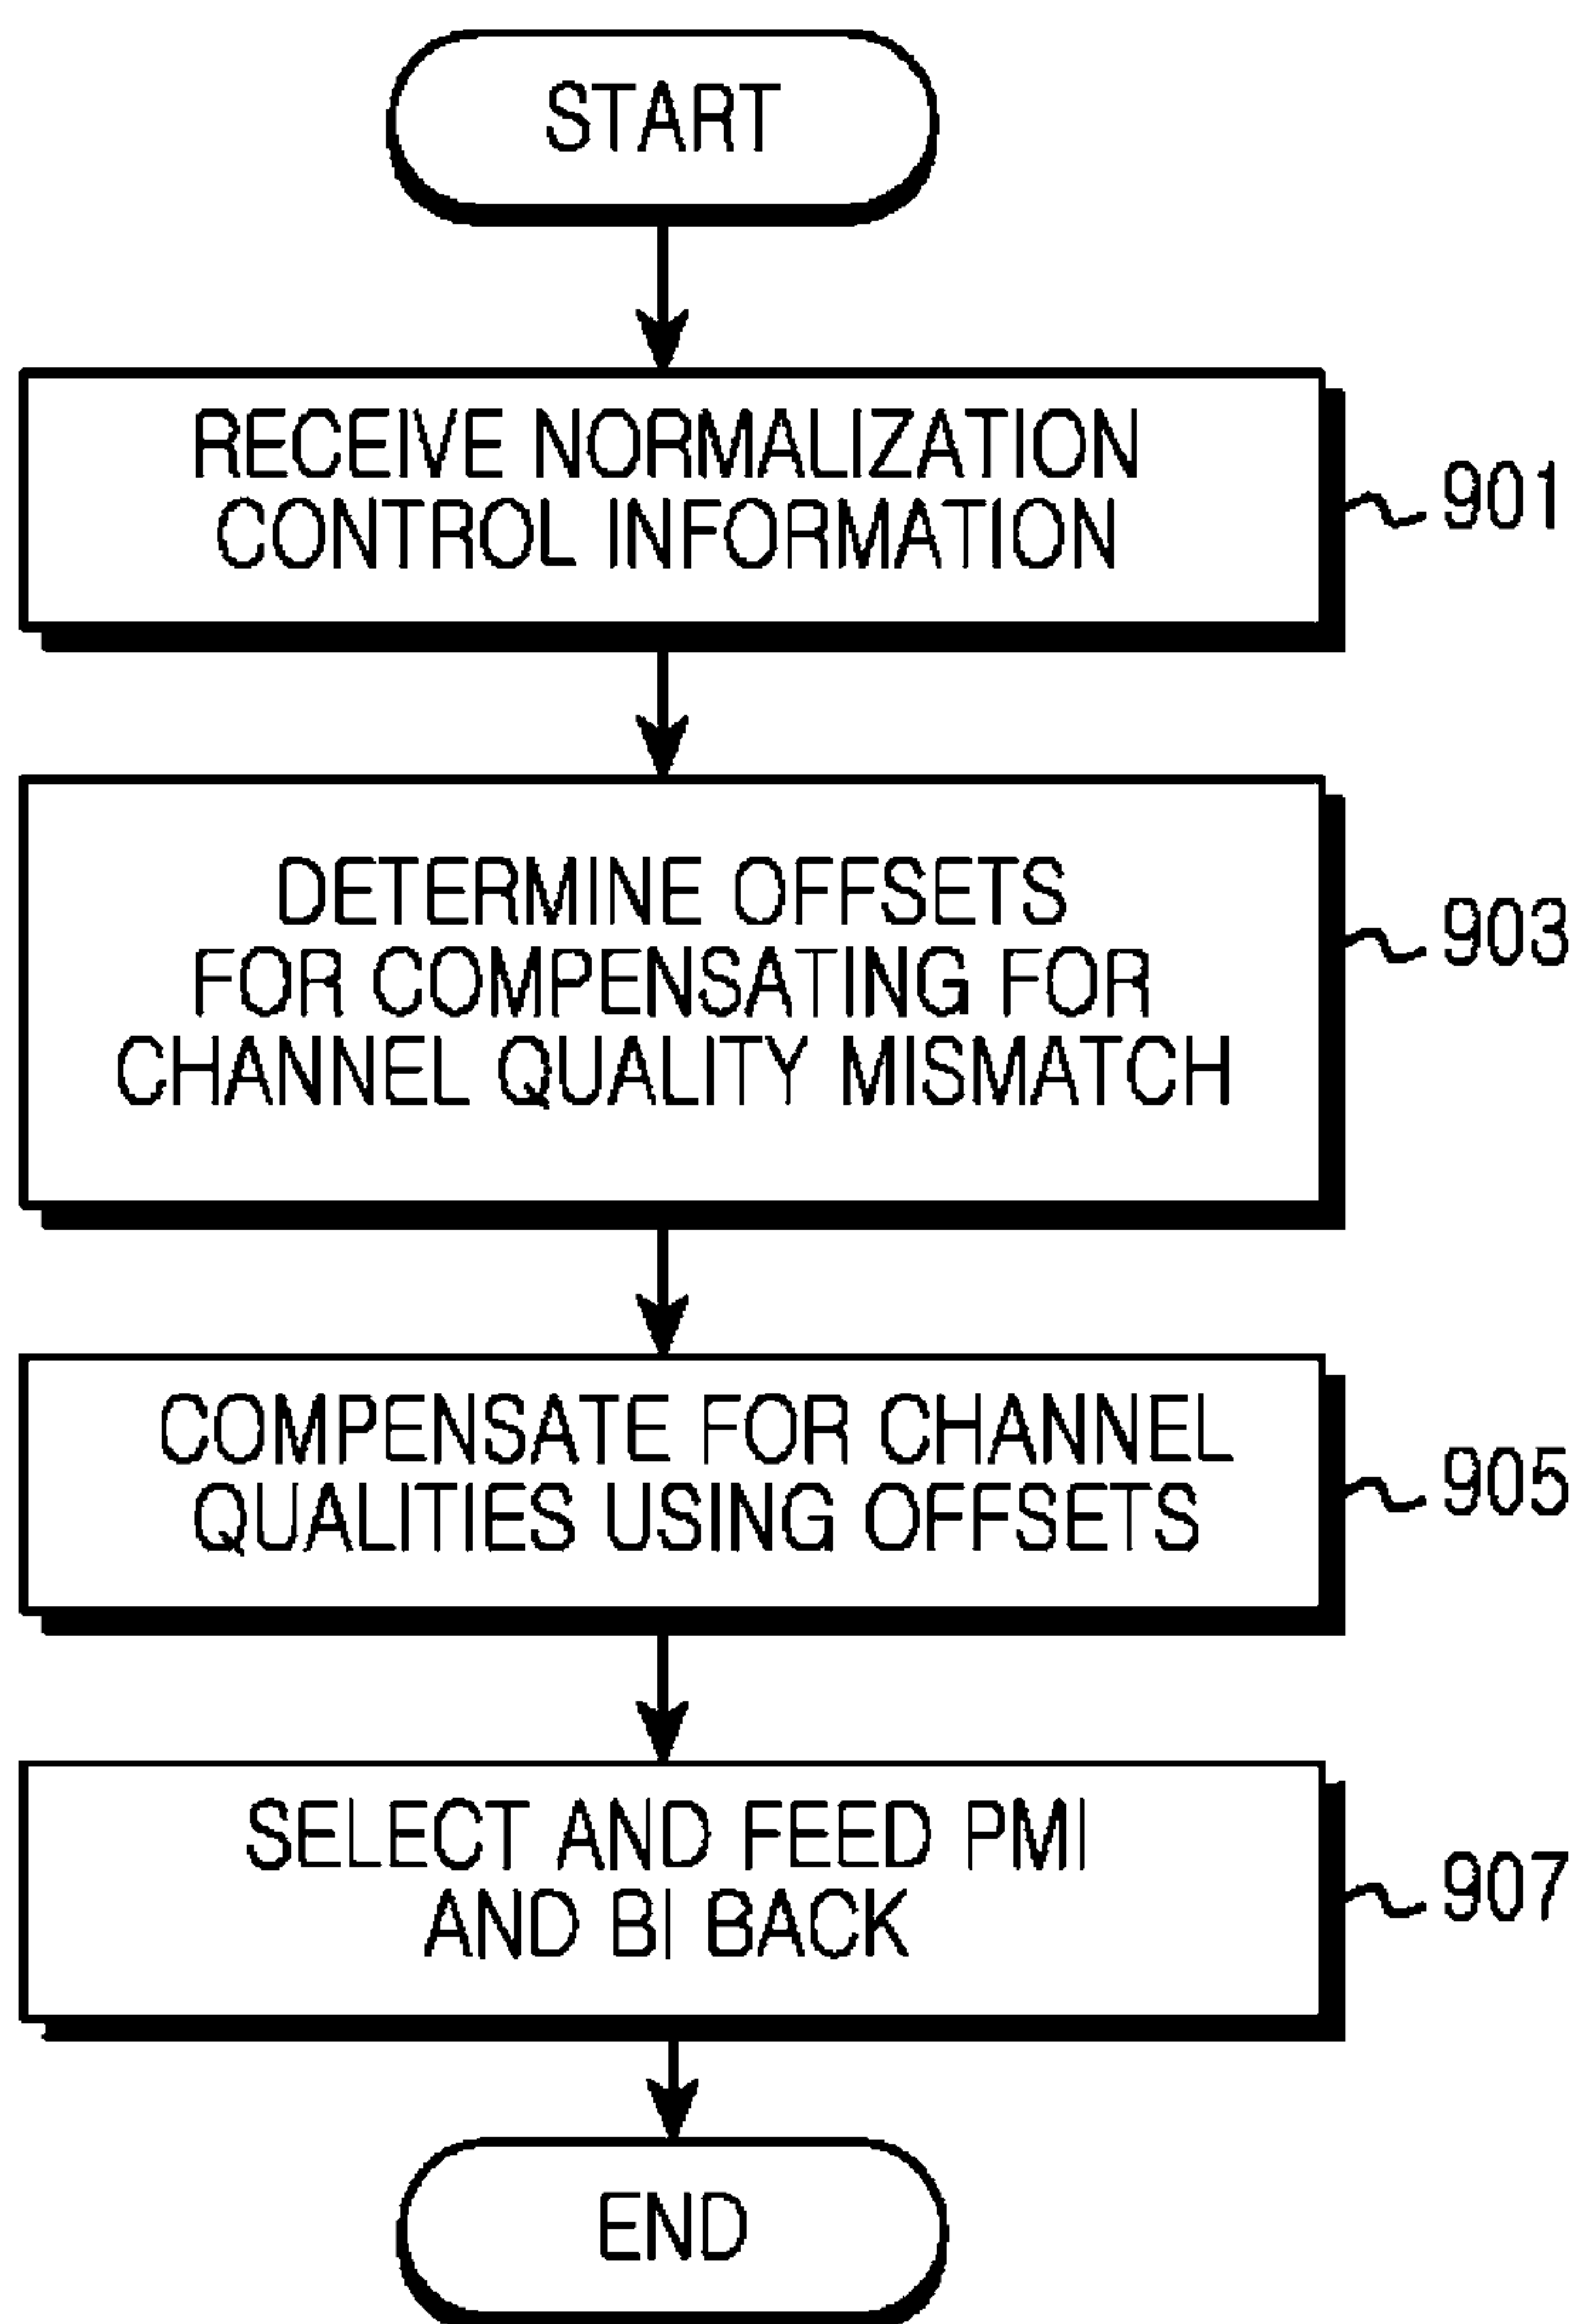 START
RECEIVE NORMALIZATION
CONTROL INFORMATION
901
DETERMINE OFFSETS
FOR COMPENSATING FOR
CHANNEL QUALITY MISMATCH
903
COMPENSATE FOR CHANNEL
QUALITIES USING OFFSETS
905
SELECT AND FEED PMI
AND BI BACK
907
END